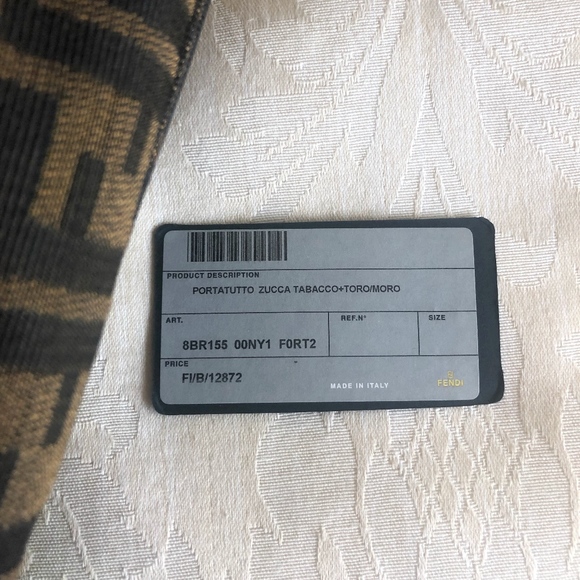 PRODUCT DESCRIPTION
PORTATUTTO ZUCCA TABACCO+TORO/MORO
ART.
8BR155 00NY1 F0RT2
REF.N°
SIZE
PRICE
FI/B/12872
MADE IN ITALY
FENDI